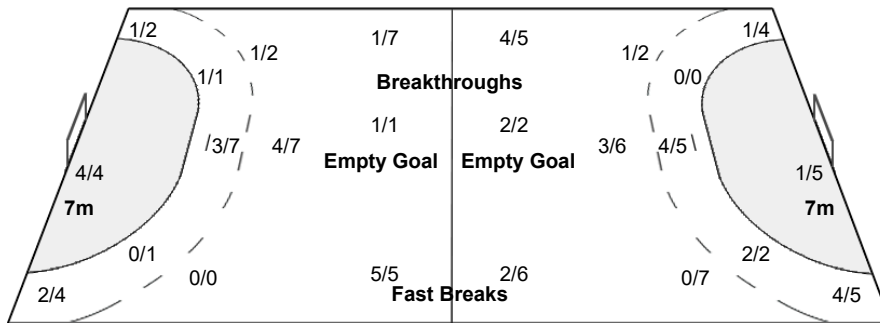 1/2 1/2 1/7 4/5 1/2 1/4
1/1 Breakthroughs 0/0
1/1 2/2
3/7 4/7 Empty Goal Empty Goal 3/6 4/5
4/4 1/5
7m 7m
0/1 2/2
2/4 0/0 5/5 2/6 0/7 4/5
Fast Breaks